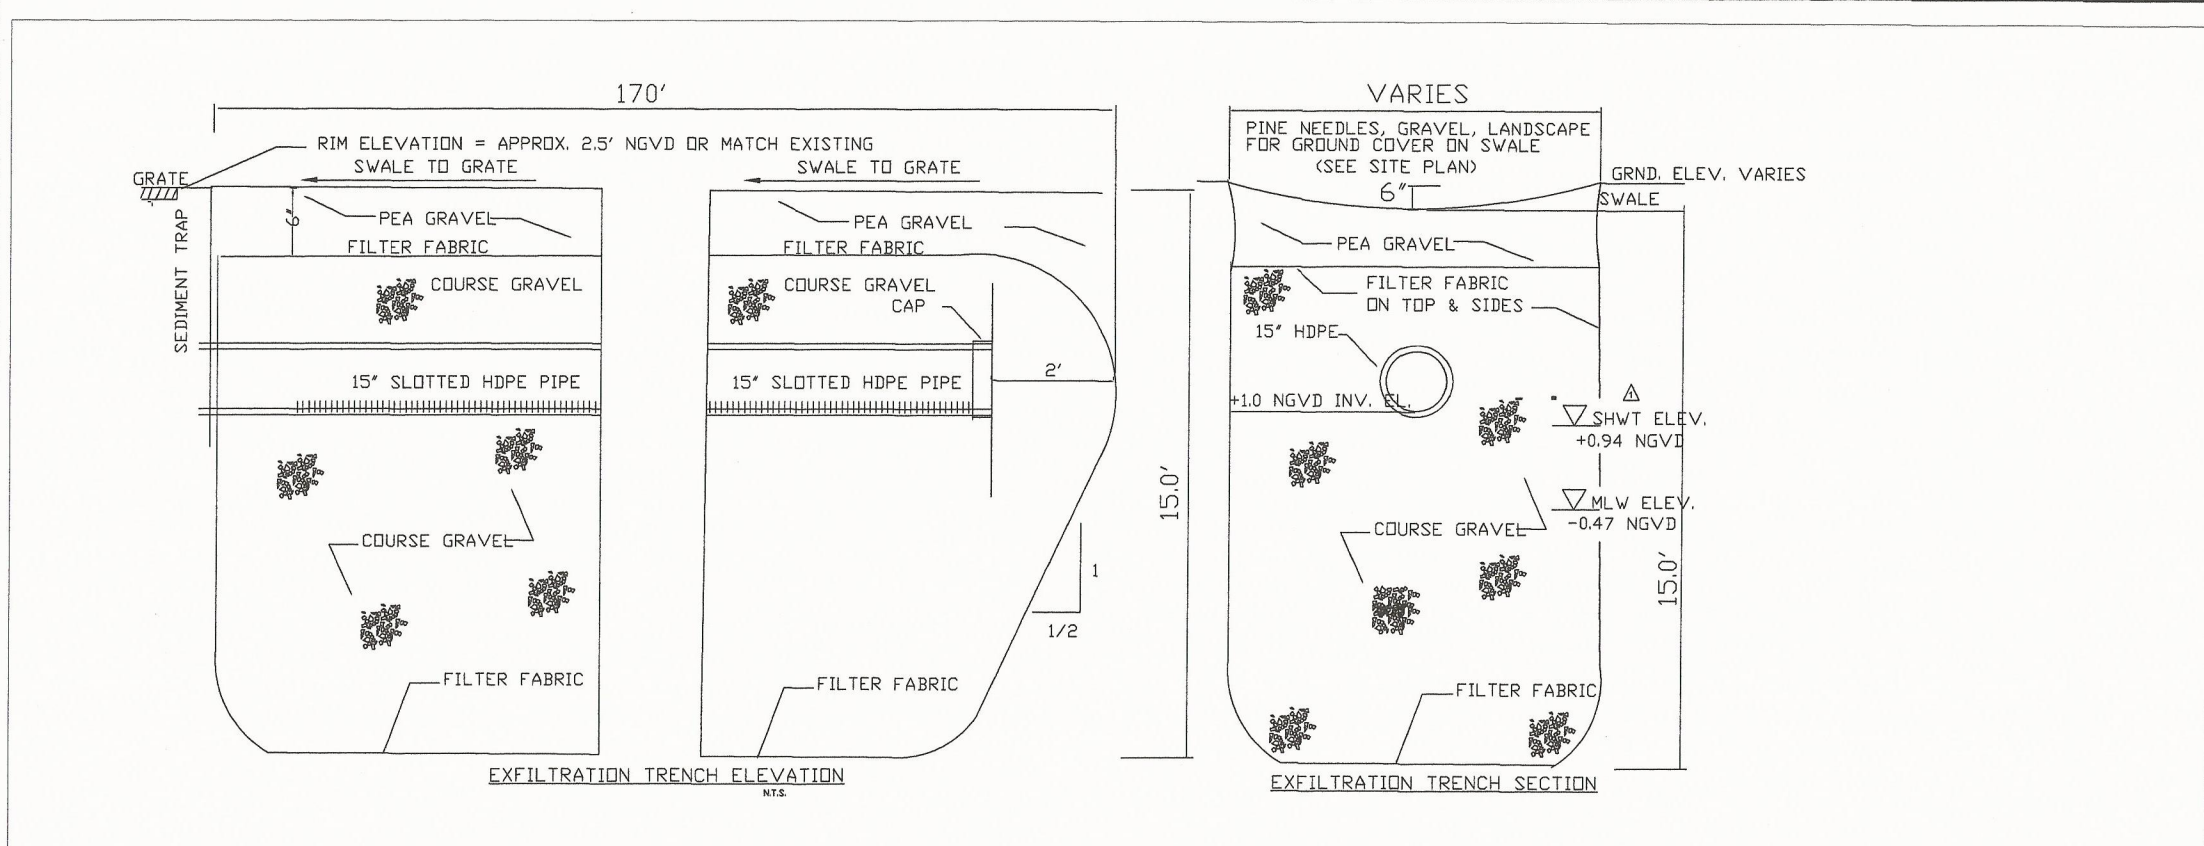 170'
RIM ELEVATION = APPROX. 2.5' NGVD OR MATCH EXISTING
SWALE TO GRATE
SWALE TO GRATE
GRATE
SEDIMENT TRAP
6"
PEA GRAVEL
PEA GRAVEL
FILTER FABRIC
FILTER FABRIC
COURSE GRAVEL
COURSE GRAVEL
CAP
15" SLOTTED HDPE PIPE
15" SLOTTED HDPE PIPE
2'
COURSE GRAVEL
1
1/2
FILTER FABRIC
FILTER FABRIC
15.0'
EXFILTRATION TRENCH ELEVATION
N.T.S.
VARIES
PINE NEEDLES, GRAVEL, LANDSCAPE
FOR GROUND COVER ON SWALE
(SEE SITE PLAN)
GRND. ELEV. VARIES
6"
SWALE
PEA GRAVEL
FILTER FABRIC
ON TOP & SIDES
15" HDPE
+1.0 NGVD INV. EL.
1
SHWT ELEV.
+0.94 NGVD
MLW ELEV.
-0.47 NGVD
COURSE GRAVEL
15.0'
FILTER FABRIC
EXFILTRATION TRENCH SECTION